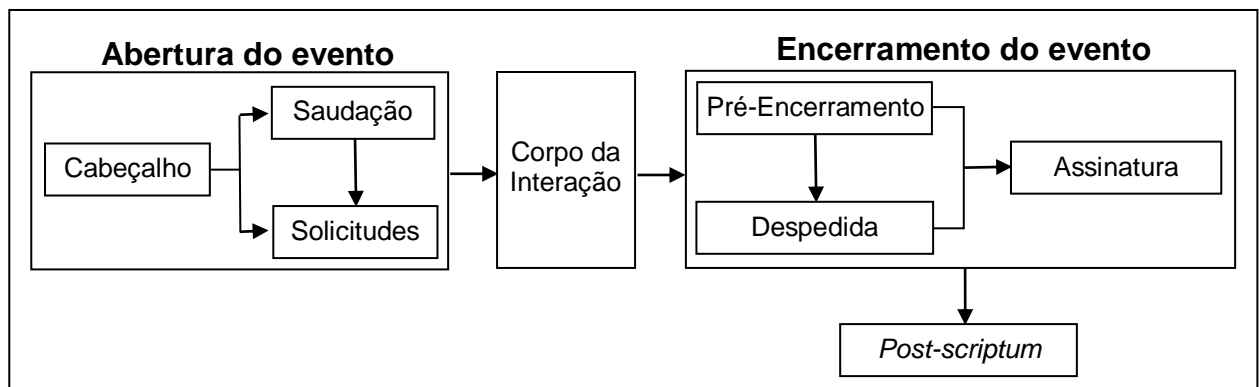 Abertura do evento
Cabeçalho
Saudação
Solicitudes
Corpo da
Interação
Encerramento do evento
Pré-Encerramento
Despedida
Assinatura
Post-scriptum